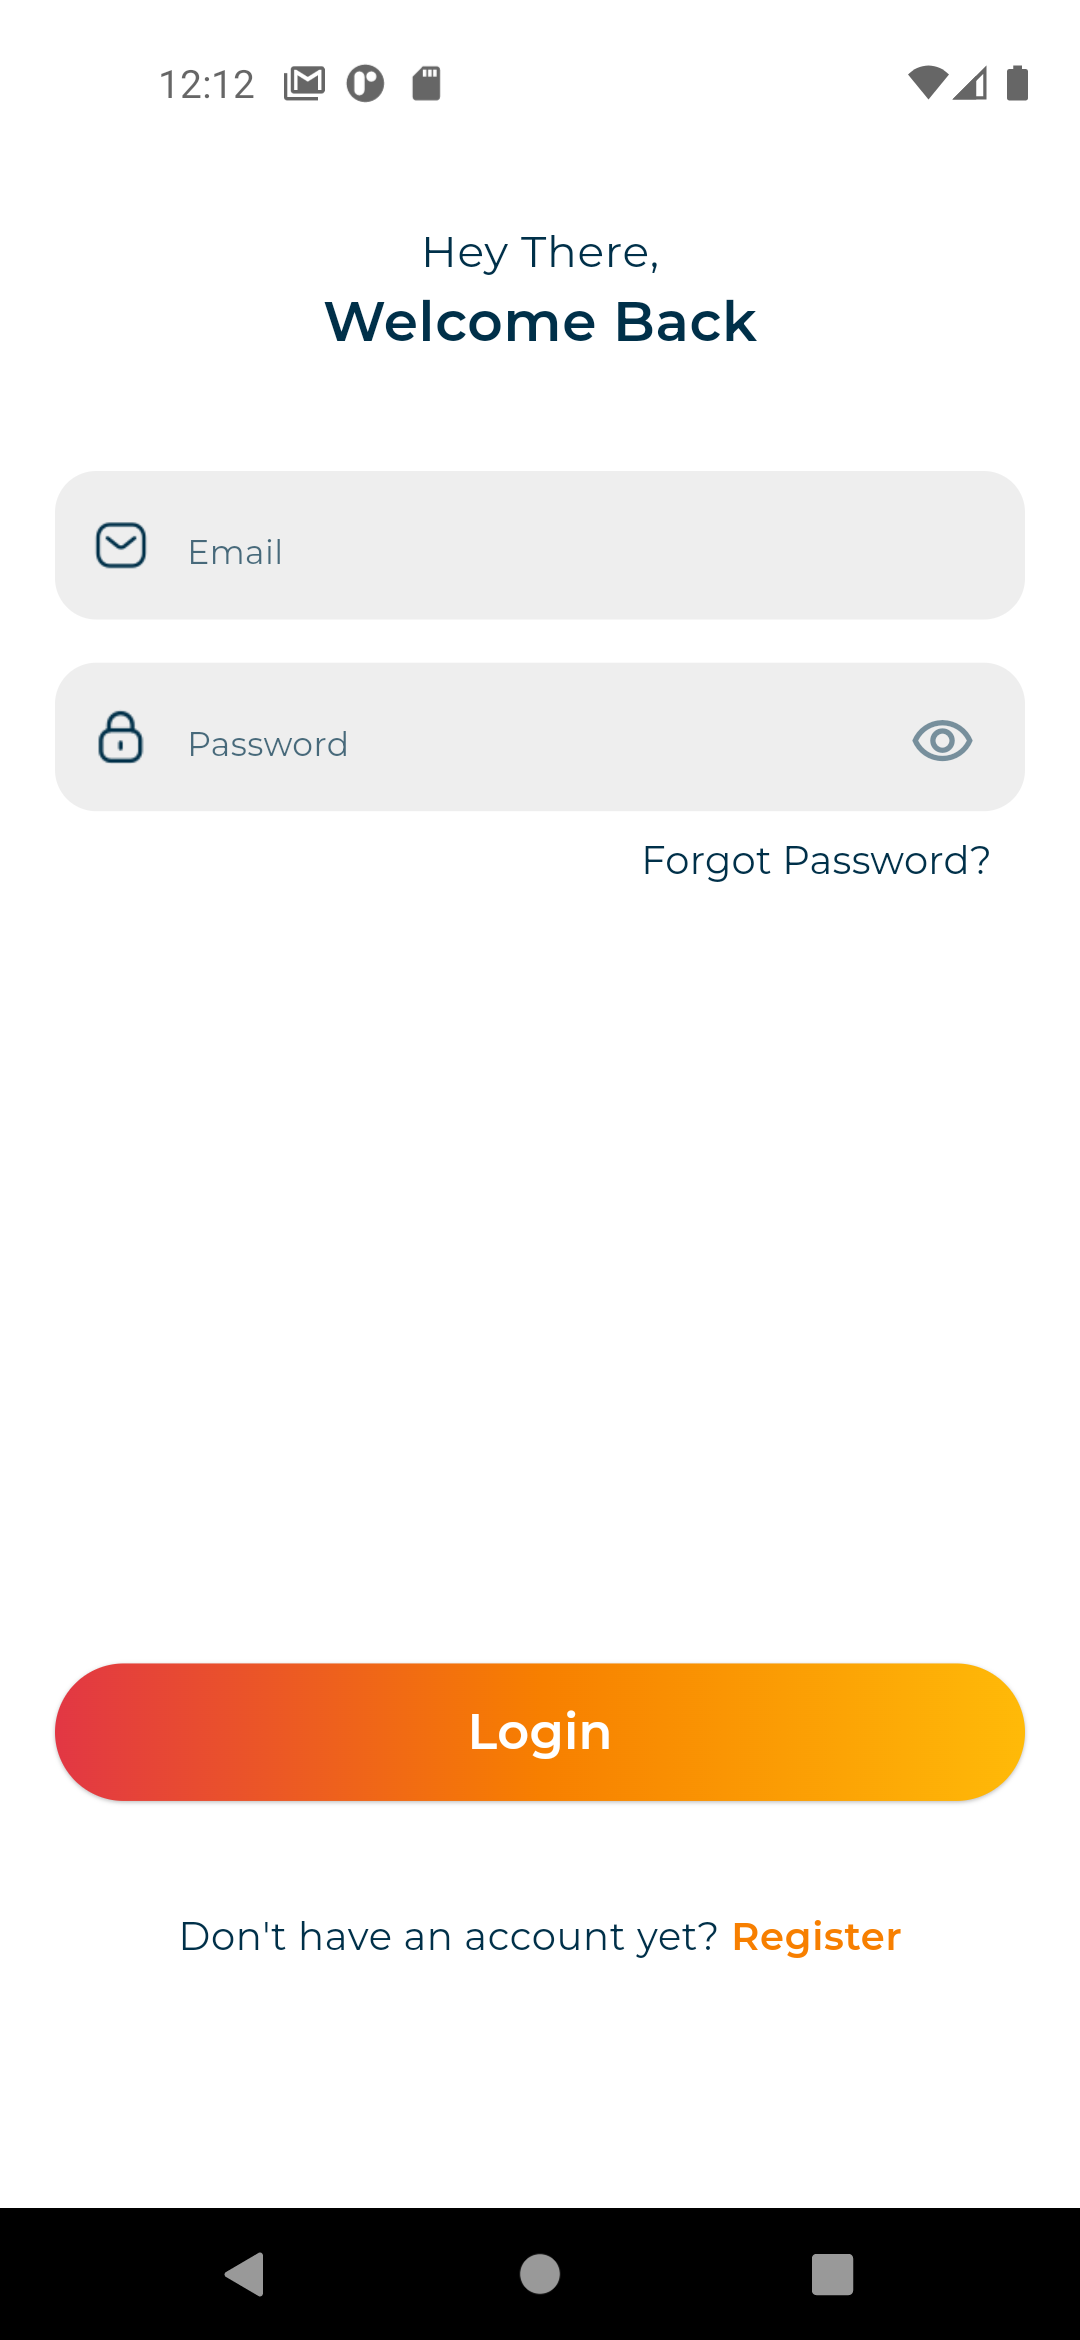 12:12
Hey There,
Welcome Back
Email
Password
Forgot Password?
Login
Don't have an account yet? Register